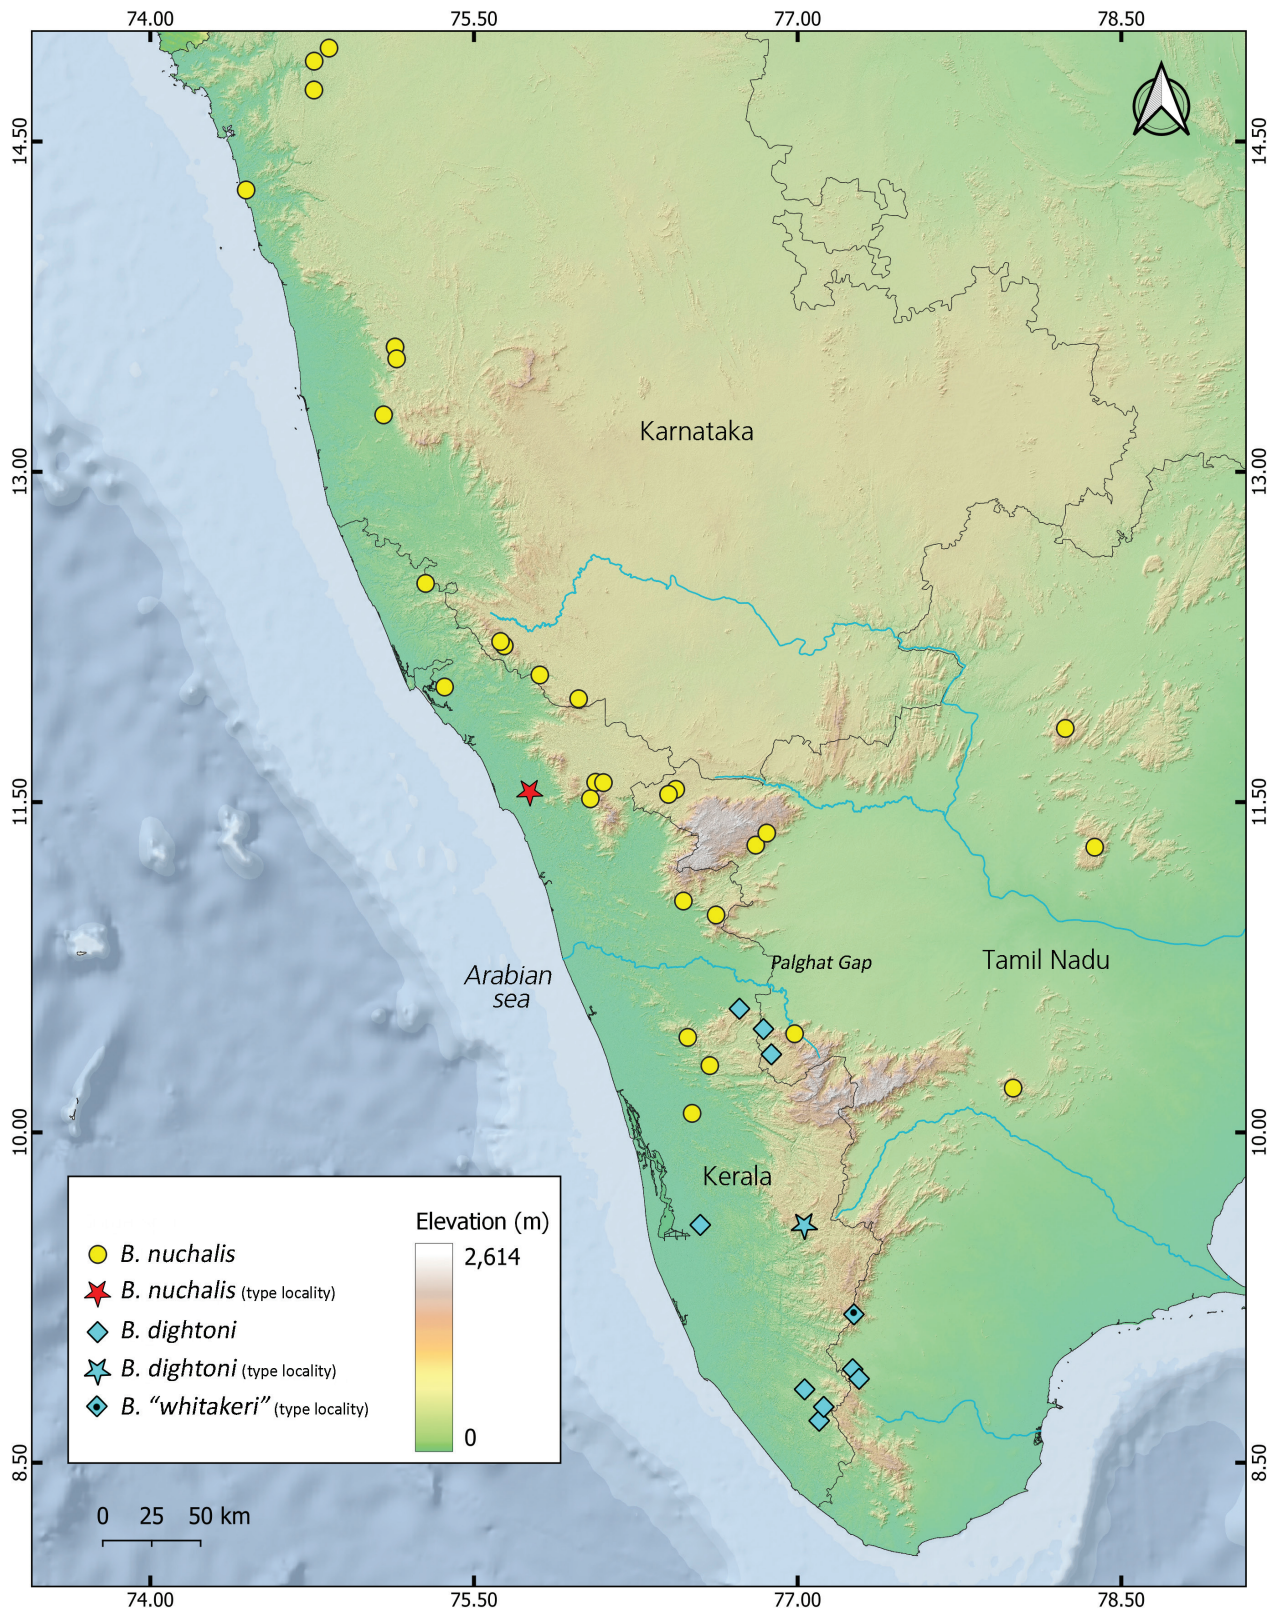 74.00 75.50 77.00 78.50
14.50 14.50
Karnataka
13.00 13.00
11.50 11.50
Palghat Gap
Tamil Nadu
Arabian
sea
10.00 10.00
Kerala
Elevation (m)
2,614
0
B. nuchalis
B. nuchalis (type locality)
B. dightoni
B. dightoni (type locality)
B. “whitakeri” (type locality)
8.50 8.50
0 25 50 km
74.00 75.50 77.00 78.50